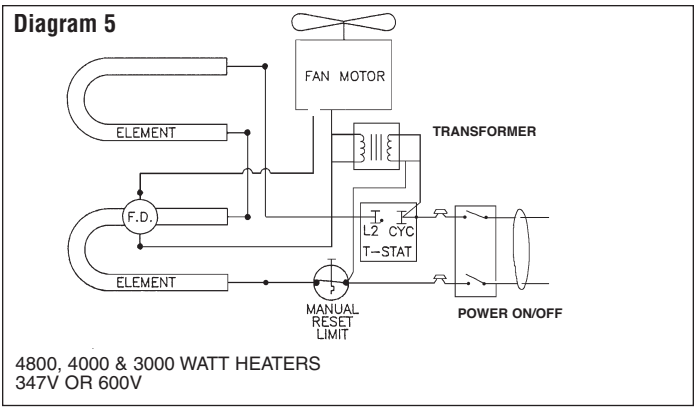 Diagram 5
FAN MOTOR
ELEMENT
TRANSFORMER
F.D.
L2 CYC
T-STAT
ELEMENT
MANUAL
RESET
LIMIT
POWER ON/OFF
4800, 4000 & 3000 WATT HEATERS
347V OR 600V